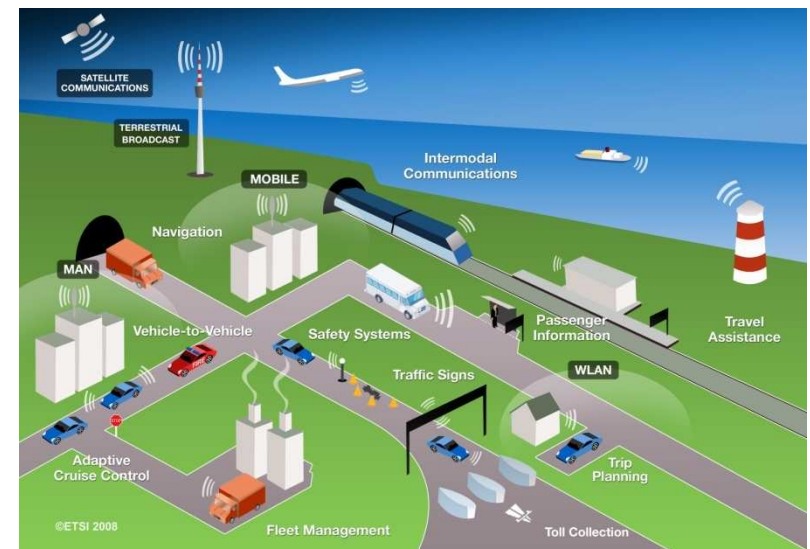 SATELLITE
COMMUNICATIONS
TERRESTRIAL
BROADCAST
Intermodal
Communications
MOBILE
Navigation
MAN
Vehicle-to-Vehicle
Safety Systems
Passenger
Information
Travel
Assistance
Traffic Signs
WLAN
STOP
Adaptive
Cruise Control
Trip
Planning
©ETSI 2008
Fleet Management
Toll Collection